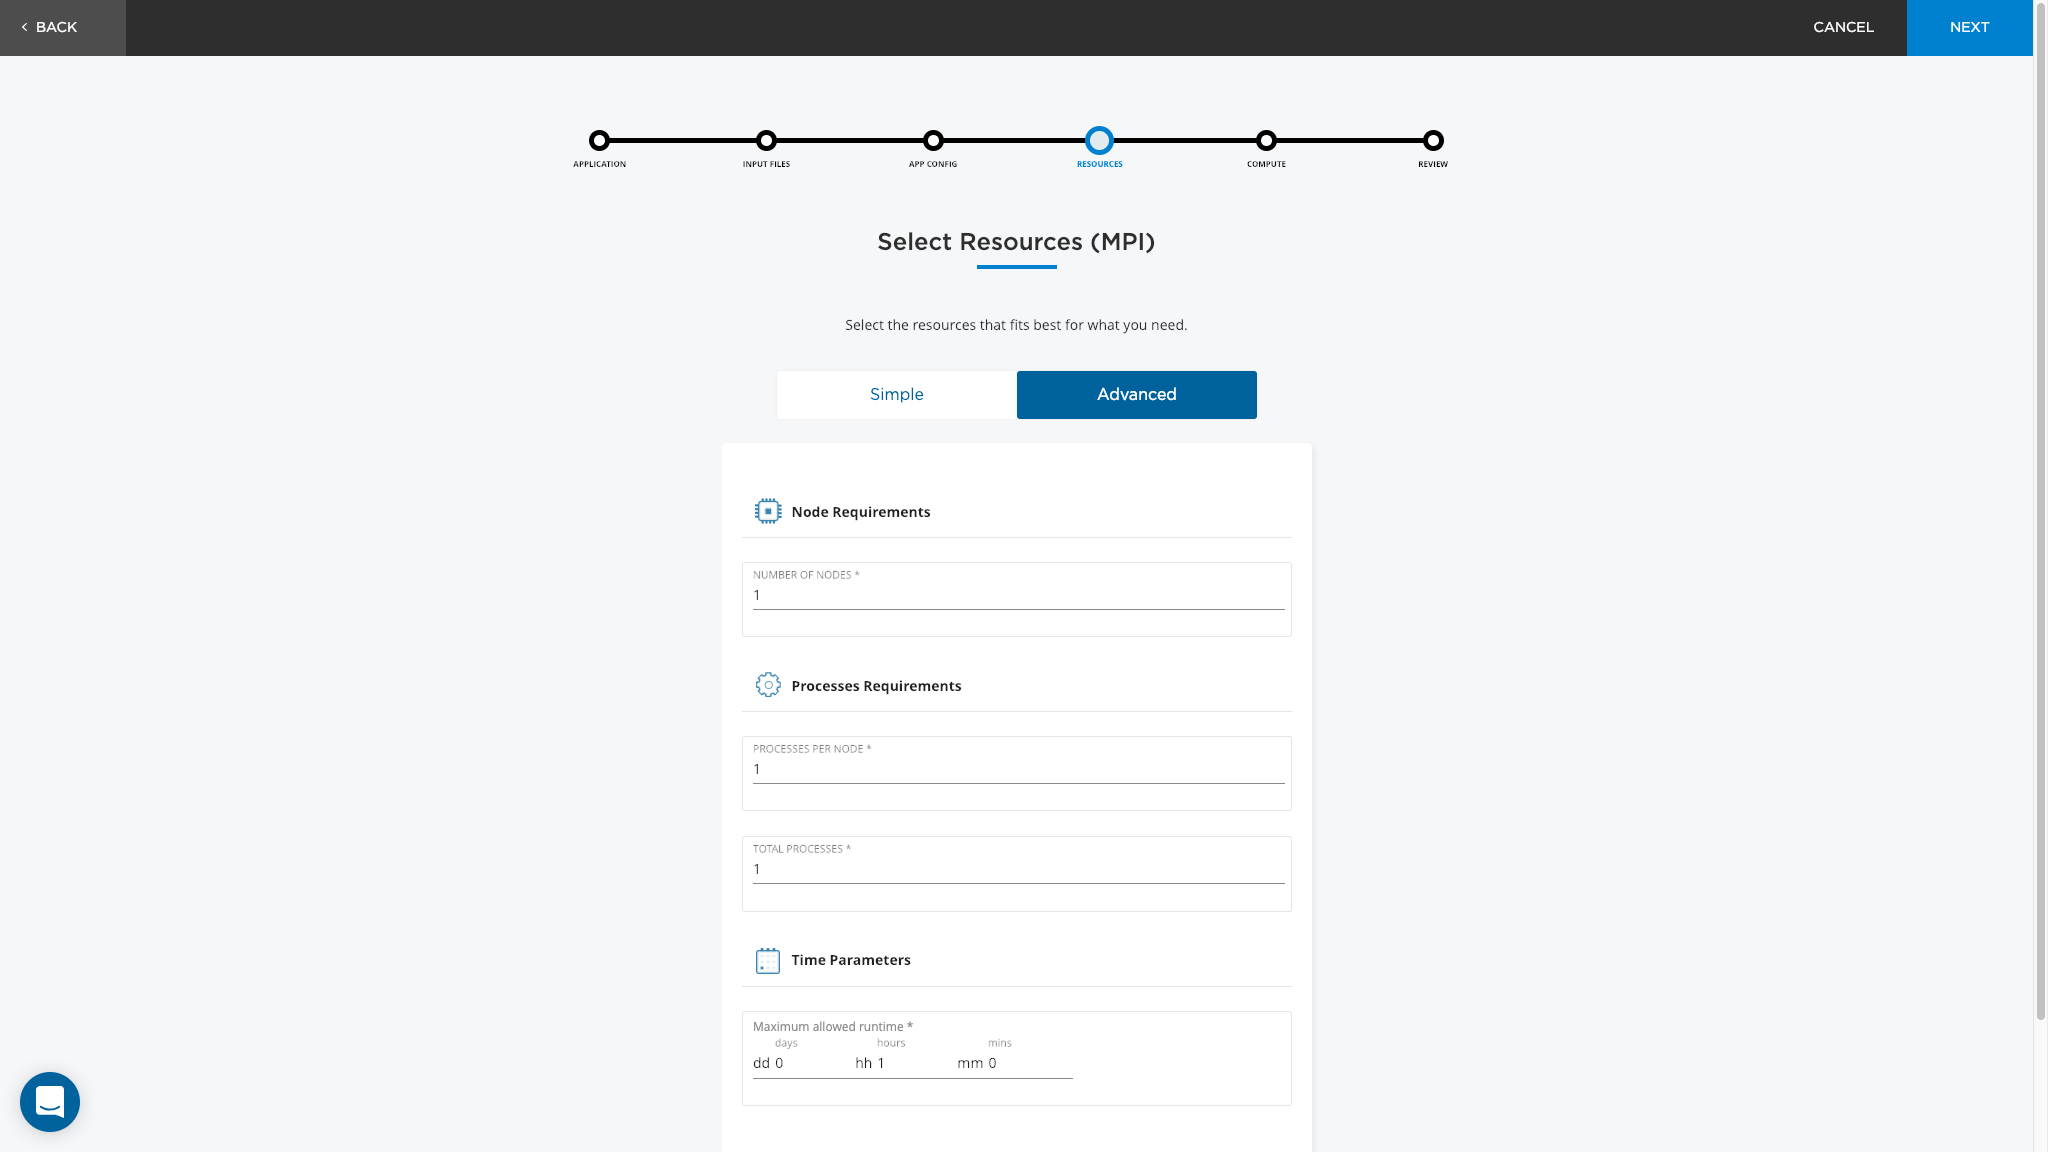 BACK
CANCEL
NEXT
APPLICATION
INPUT FILES
APP CONFIG
RESOURCES
COMPUTE
REVIEW
Select Resources (MPI)
Select the resources that fits best for what you need.
Simple
Advanced
Node Requirements
NUMBER OF NODES *
1
Processes Requirements
PROCESSES PER NODE *
1
TOTAL PROCESSES *
1
Time Parameters
Maximum allowed runtime *
days hours mins
dd 0 hh 1 mm 0